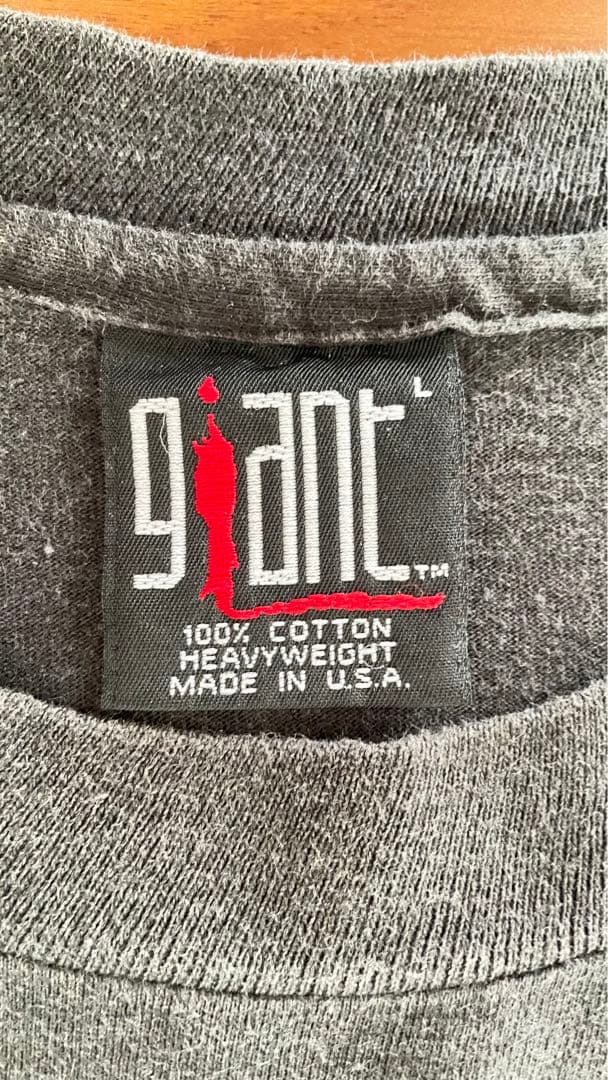 giant L
TM
100% COTTON
HEAVYWEIGHT
MADE IN U.S.A.